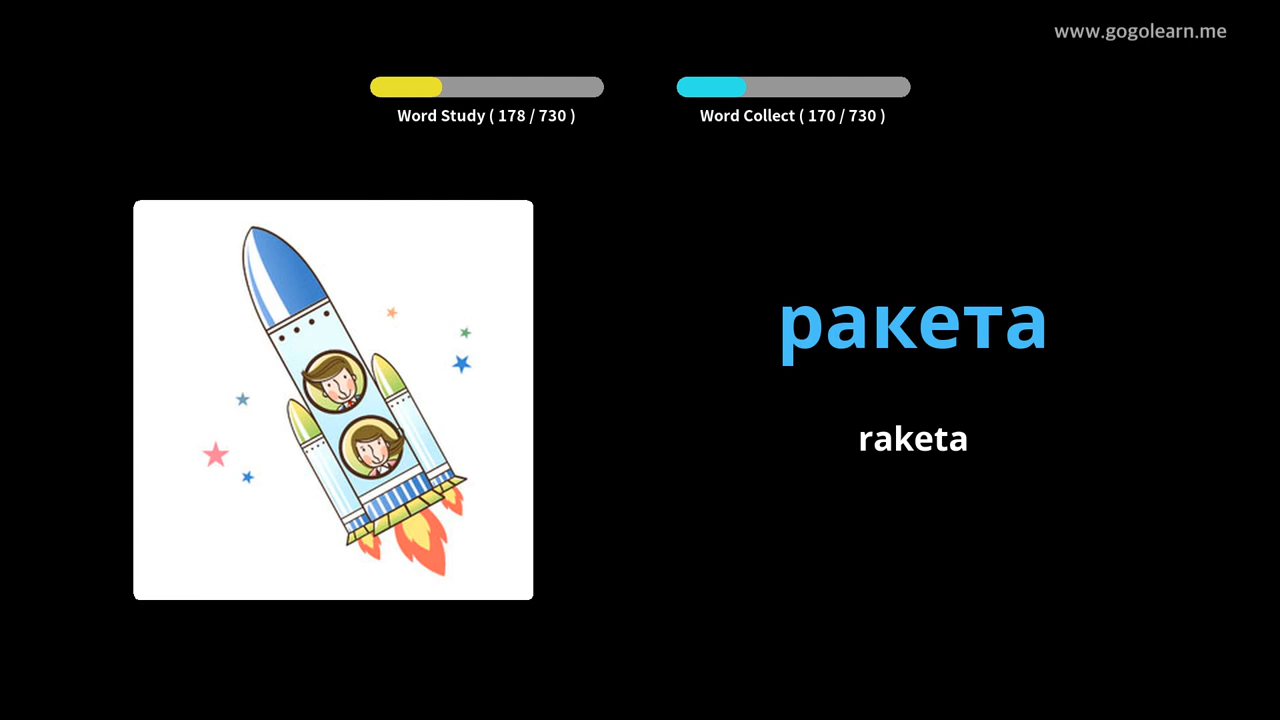 www.gogolearn.me
Word Study ( 178 / 730 )
Word Collect ( 170 / 730 )
ракета
raketa